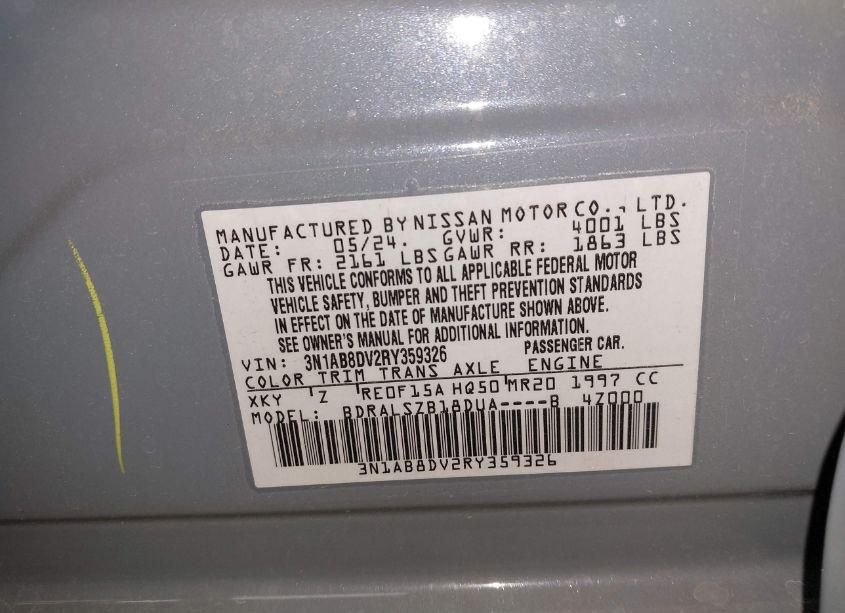 MANUFACTURED BY NISSAN MOTOR CO., LTD.
DATE: 05/24. GVWR: 4001 LBS
GAWR FR: 2161 LBS GAWR RR: 1863 LBS
THIS VEHICLE CONFORMS TO ALL APPLICABLE FEDERAL MOTOR
VEHICLE SAFETY, BUMPER AND THEFT PREVENTION STANDARDS
IN EFFECT ON THE DATE OF MANUFACTURE SHOWN ABOVE.
SEE OWNER'S MANUAL FOR ADDITIONAL INFORMATION.
VIN: 3N1AB8DV2RY359326 PASSENGER CAR.
COLOR TRIM TRANS AXLE ENGINE
XKY Z RE0F15A HQ50 MR20 1997 CC
MODEL: BDRALSZB18DUA----B 4Z000
3N1AB8DV2RY359326